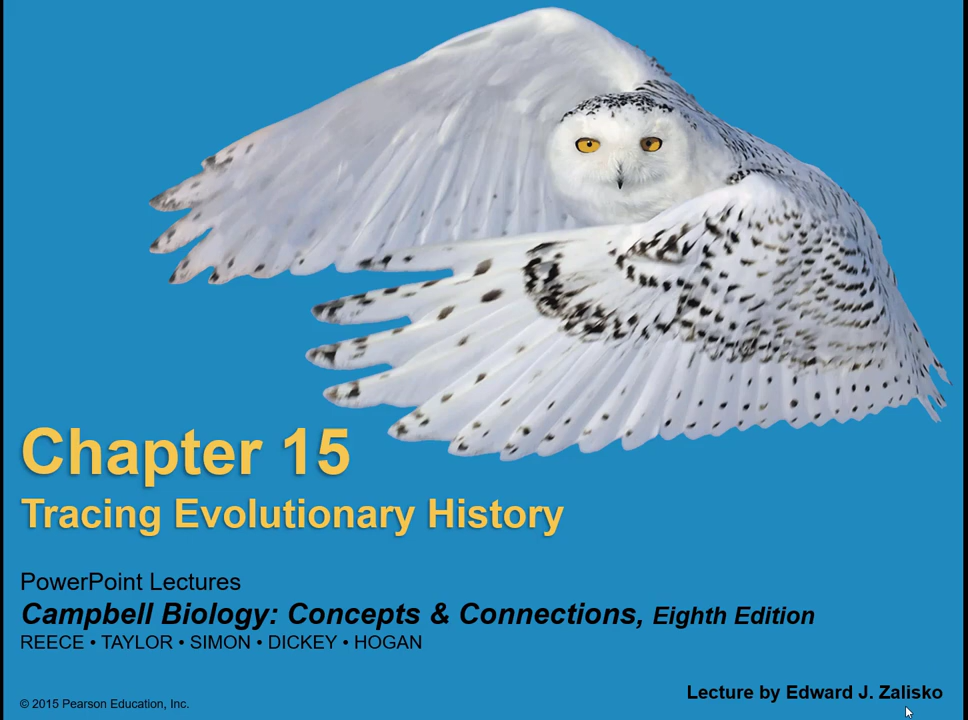 Chapter 15
Tracing Evolutionary History
PowerPoint Lectures
Campbell Biology: Concepts & Connections, Eighth Edition
REECE • TAYLOR • SIMON • DICKEY • HOGAN
Lecture by Edward J. Zalisko
© 2015 Pearson Education, Inc.